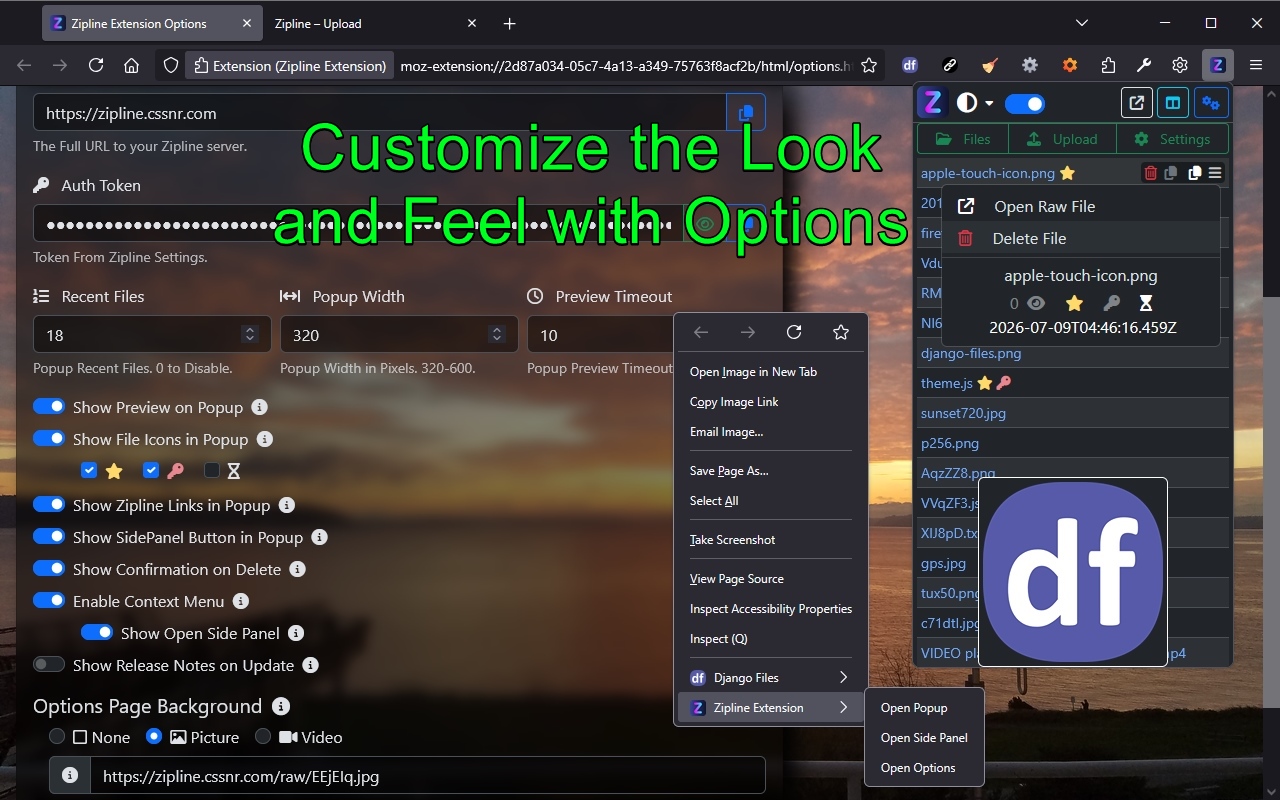 Zipline Extension Options
Zipline – Upload
Extension (Zipline Extension)
moz-extension://2d87a034-05c7-4a13-a349-75763f8acf2b/html/options.h
df
Z
https://zipline.cssnr.com
The Full URL to your Zipline server.
Customize the Look
and Feel with Options
Auth Token
Token From Zipline Settings.
Recent Files
Popup Width
Preview Timeout
18
320
10
Popup Recent Files. 0 to Disable.
Popup Width in Pixels. 320-600.
Popup Preview Timeout
Show Preview on Popup
Show File Icons in Popup
Show Zipline Links in Popup
Show SidePanel Button in Popup
Show Confirmation on Delete
Enable Context Menu
Show Open Side Panel
Show Release Notes on Update
Options Page Background
None
Picture
Video
https://zipline.cssnr.com/raw/EEjEIq.jpg
Open Image in New Tab
Copy Image Link
Email Image...
Save Page As...
Select All
Take Screenshot
View Page Source
Inspect Accessibility Properties
Inspect (Q)
df Django Files
Z Zipline Extension
Open Popup
Open Side Panel
Open Options
Z
Files
Upload
Settings
apple-touch-icon.png
201
fire
Vdu
RM
NI6
Open Raw File
Delete File
apple-touch-icon.png
0
2026-07-09T04:46:16.459Z
django-files.png
theme.js
sunset720.jpg
p256.png
AqzZZ8.png
VVqZF3.js
XIJ8pD.tx
gps.jpg
tux50.png
c71dtI.jpg
VIDEO pl
p4
df